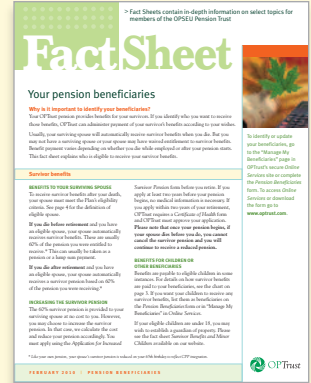 > Fact Sheets contain in-depth information on select topics for
members of the OPSEU Pension Trust
Fact Sheet
Your pension beneficiaries
Why is it important to identify your beneficiaries?
Your OPTrust pension provides benefits for your survivors. If you identify who you want to receive
these benefits, OPTrust can administer payment of your survivor's benefits according to your wishes.
Usually, your surviving spouse will automatically receive survivor benefits when you die. But you
may not have a surviving spouse or your spouse may have waived entitlement to survivor benefits.
Benefit payment varies depending on whether you die while employed or after your pension starts.
This fact sheet explains who is eligible to receive your survivor benefits.
To identify or update
your beneficiaries, go
to the "Manage My
Beneficiaries" page in
OPTrust's secure Online
Services site or complete
the Pension Beneficiaries
form. To access Online
Services or download
the form go to
www.optrust.com.
Survivor benefits
BENEFITS TO YOUR SURVIVING SPOUSE
To receive survivor benefits after your death,
your spouse must meet the Plan's eligibility
criteria. See page 4 for the definition of
eligible spouse.
If you die before retirement and you have
an eligible spouse, your spouse automatically
receives survivor benefits. These are usually
60% of the pension you were entitled to
receive.* This can usually be taken as a
pension or a lump sum payment.
If you die after retirement and you have
an eligible spouse, your spouse automatically
receives a survivor pension based on 60%
of the pension you were receiving.*
INCREASING THE SURVIVOR PENSION
The 60% survivor pension is provided to your
surviving spouse at no cost to you. However,
you may choose to increase the survivor
pension. In that case, we calculate the cost
and reduce your pension accordingly. You
must apply using the Application for Increased
Survivor Pension form before you retire. If you
apply at least two years before your pension
begins, no medical information is necessary. If
you apply within two years of your retirement,
OPTrust requires a Certificate of Health form
and OPTrust must approve your application.
Please note that once your pension begins, if
your spouse dies before you do, you cannot
cancel the survivor pension and you will
continue to receive a reduced pension.
BENEFITS FOR CHILDREN OR
OTHER BENEFICIARIES
Benefits are payable to eligible children in some
instances. For details on how survivor benefits
are paid to your beneficiaries, see the chart on
page 3. If you want your children to receive any
survivor benefits, list them as beneficiaries on
the Pension Beneficiaries form or in "Manage My
Beneficiaries" in Online Services.
If your eligible children are under 18, you may
wish to establish a guardian of property. Please
see the fact sheet Survivor Benefits and Minor
Children available on our website.
* Like your own pension, your spouse's survivor pension is reduced on your 65th birthday to reflect CPP integration.
FEBRUARY 2016 | PENSION BENEFICIARIES
OPTrust